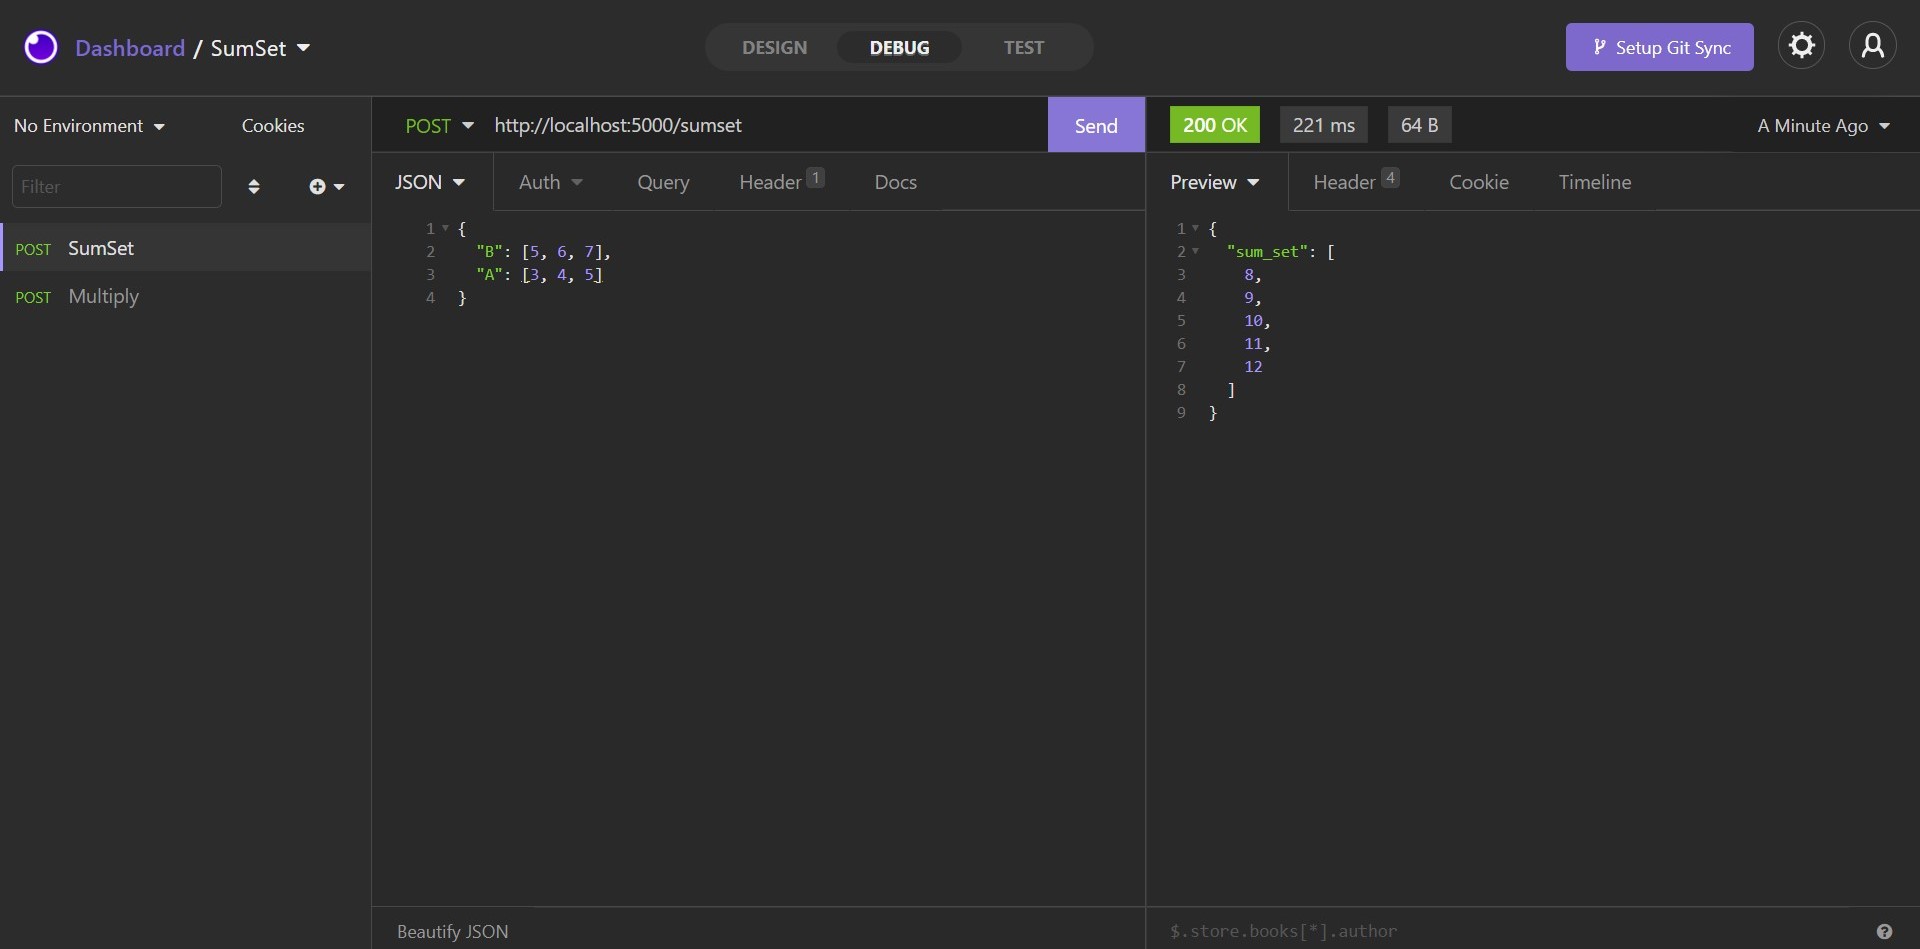 Dashboard / SumSet
DESIGN DEBUG TEST
Setup Git Sync
No Environment Cookies
Filter
POST SumSet
POST Multiply
POST http://localhost:5000/sumset Send
JSON Auth Query Header 1 Docs
1 {
2 "B": [5, 6, 7],
3 "A": [3, 4, 5]
4 }
Beautify JSON
200 OK 221 ms 64 B A Minute Ago
Preview Header 4 Cookie Timeline
1 {
2 "sum_set": [
3 8,
4 9,
5 10,
6 11,
7 12
8 ]
9 }
$.store.books[*].author